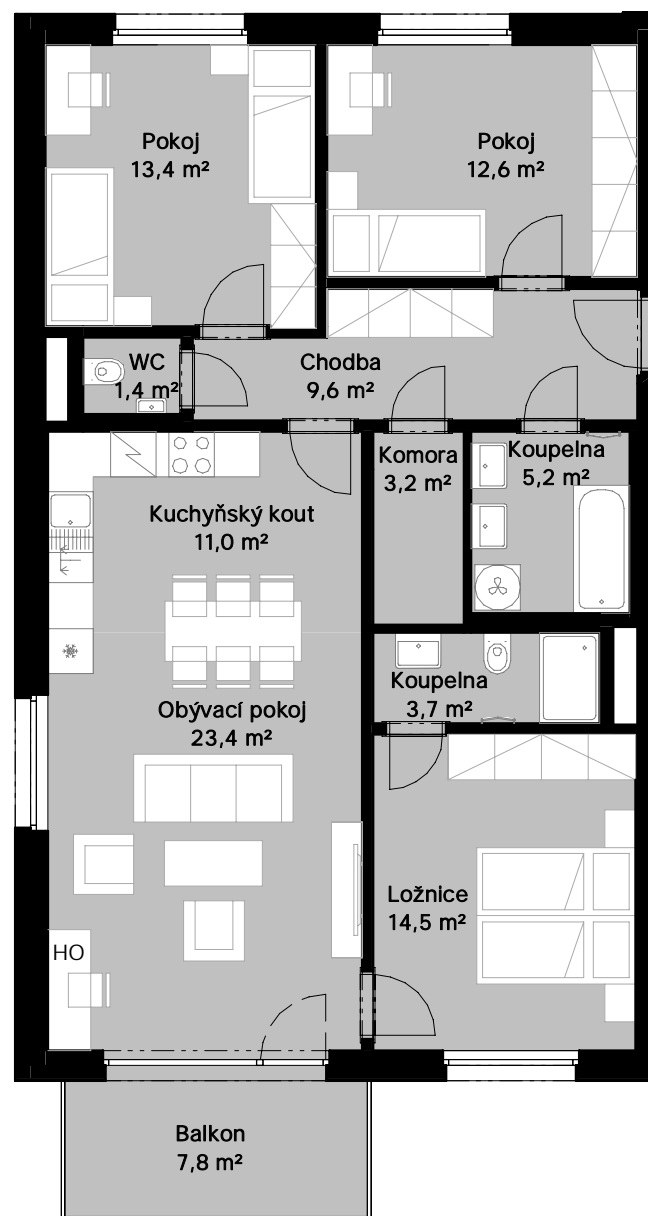 Pokoj
13,4 m²
Pokoj
12,6 m²
WC
1,4 m²
Chodba
9,6 m²
Komora
3,2 m²
Koupelna
5,2 m²
Kuchyňský kout
11,0 m²
Koupelna
3,7 m²
Obývací pokoj
23,4 m²
Ložnice
14,5 m²
HO
Balkon
7,8 m²